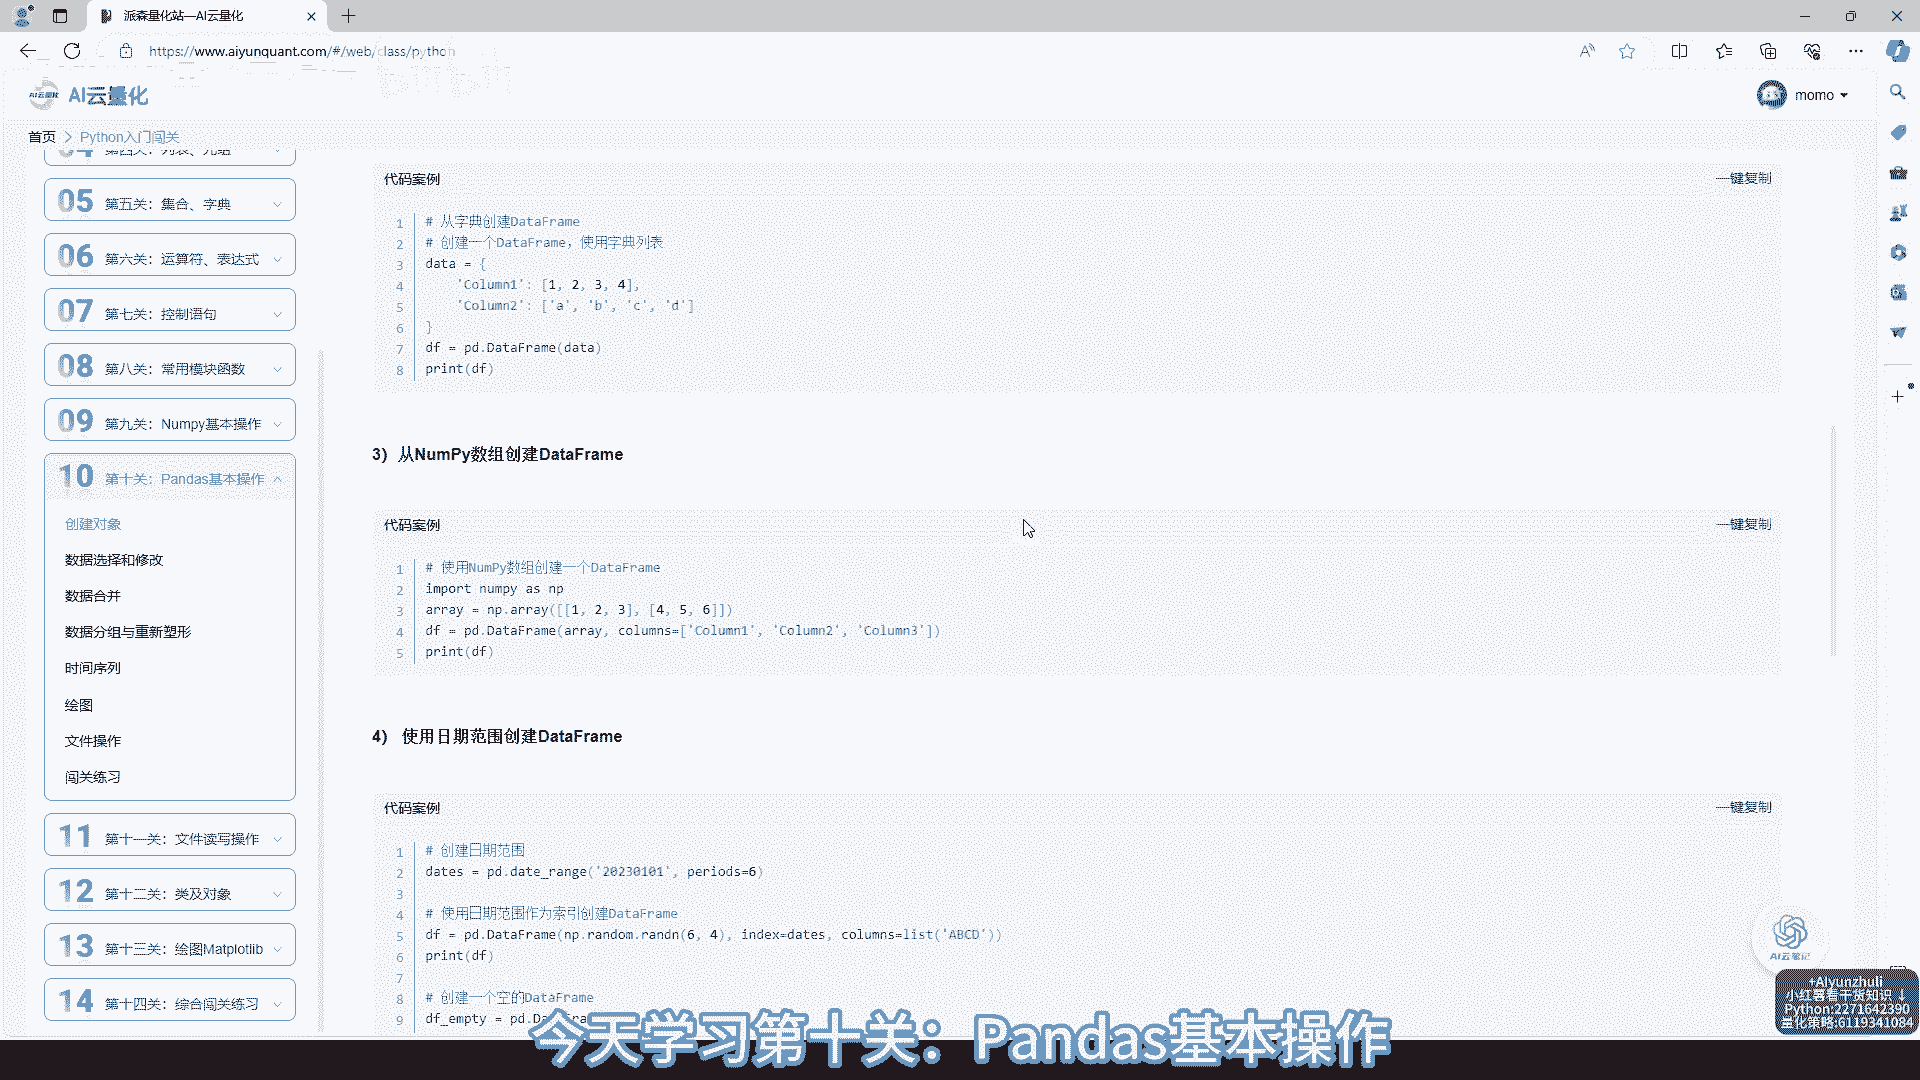 派森量化站—AI云量化
https://www.aiyunquant.com/#/web/class/python
AI云量化
AI云量化
momo
首页 > Python入门闯关
04 第四关：列表、元组
05 第五关：集合、字典
06 第六关：运算符、表达式
07 第七关：控制语句
08 第八关：常用模块函数
09 第九关：Numpy基本操作
10 第十关：Pandas基本操作
创建对象
数据选择和修改
数据合并
数据分组与重新塑形
时间序列
绘图
文件操作
闯关练习
11 第十一关：文件读写操作
12 第十二关：类及对象
13 第十三关：绘图Matplotlib
14 第十四关：综合闯关练习
代码案例 一键复制
1 # 从字典创建DataFrame
2 # 创建一个DataFrame，使用字典列表
3 data = {
4 'Column1': [1, 2, 3, 4],
5 'Column2': ['a', 'b', 'c', 'd']
6 }
7 df = pd.DataFrame(data)
8 print(df)
3）从NumPy数组创建DataFrame
代码案例 一键复制
1 # 使用NumPy数组创建一个DataFrame
2 import numpy as np
3 array = np.array([[1, 2, 3], [4, 5, 6]])
4 df = pd.DataFrame(array, columns=['Column1', 'Column2', 'Column3'])
5 print(df)
4） 使用日期范围创建DataFrame
代码案例 一键复制
1 # 创建日期范围
2 dates = pd.date_range('20230101', periods=6)
3
4 # 使用日期范围作为索引创建DataFrame
5 df = pd.DataFrame(np.random.randn(6, 4), index=dates, columns=list('ABCD'))
6 print(df)
7
8 # 创建一个空的DataFrame
9 df_empty = pd.DataFra
AI云笔记
+AIyunzhuli
小红薯看干货知识 ↓
Python:2271642390
量化策略:6119341084
今天学习第十关：Pandas基本操作